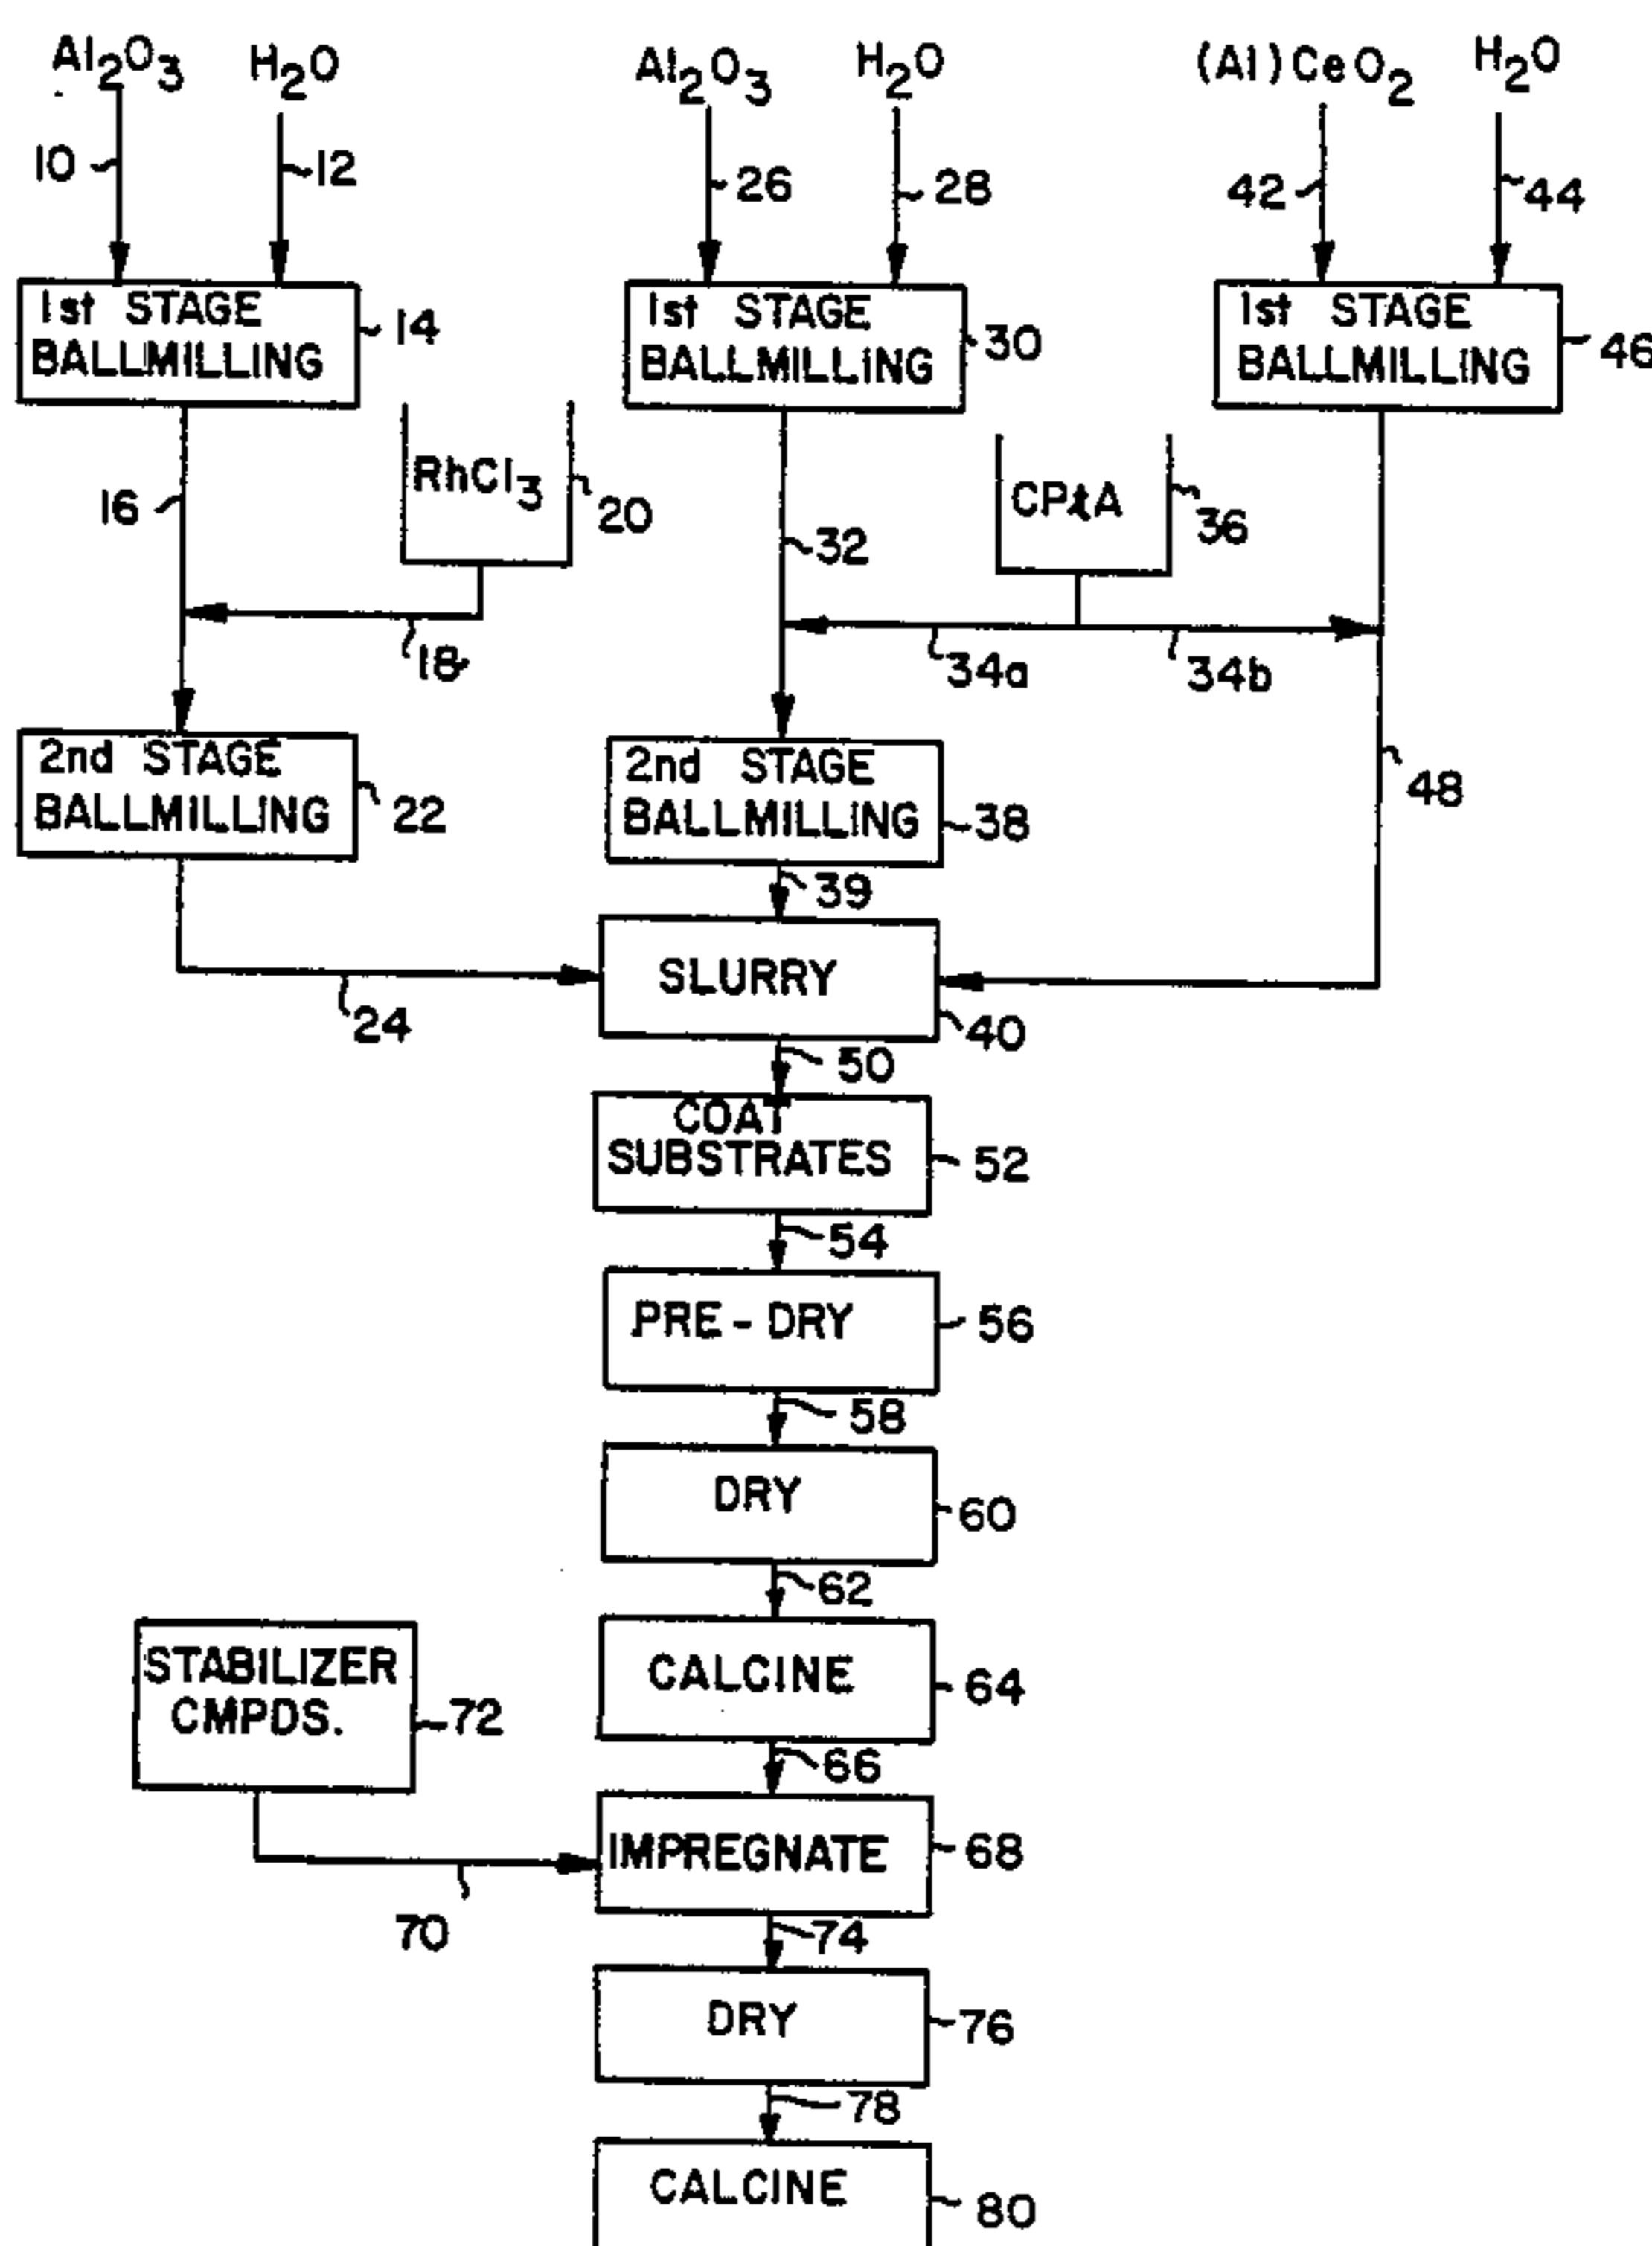 Al2O3 H2O Al2O3 H2O (Al)CeO2 H2O
10 12 26 28 42 44
1st STAGE
BALLMILLING
14
1st STAGE
BALLMILLING
30
1st STAGE
BALLMILLING
46
16
RhCl3
20
32
CPtA
36
18
34a
34b
48
2nd STAGE
BALLMILLING
22
2nd STAGE
BALLMILLING
38
39
24
SLURRY
40
50
COAT
SUBSTRATES
52
54
PRE-DRY
56
58
DRY
60
62
CALCINE
64
STABILIZER
CMPDS.
72
66
IMPREGNATE
68
70
74
DRY
76
78
CALCINE
80